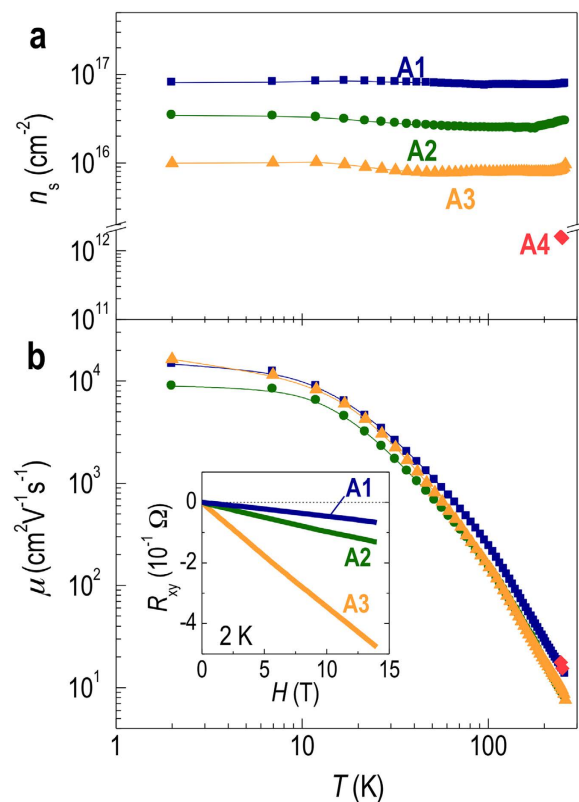 a
10^17
A1
A2
10^16
A3
n_s (cm^-2)
10^12
A4
10^11
b
10^4
10^3
10^2
10^1
μ (cm^2V^-1s^-1)
0
-2
-4
R_xy (10^-1 Ω)
A1
A2
A3
2 K
0 5 10 15
H (T)
1 10 100
T (K)